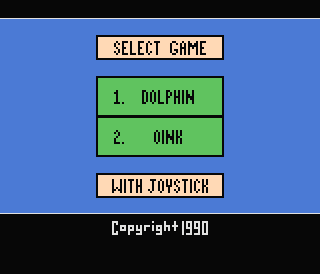 SELECT GAME
1. DOLPHIN
2. OINK
WITH JOYSTICK
Copyright 1990